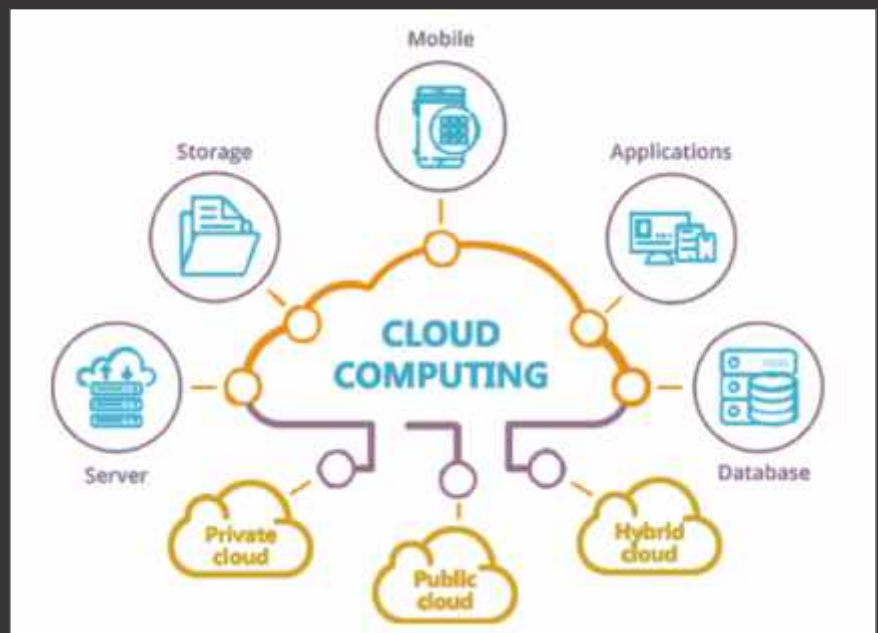 Mobile
Storage
Applications
CLOUD
COMPUTING
Server
Database
Private
cloud
Public
cloud
Hybrid
cloud